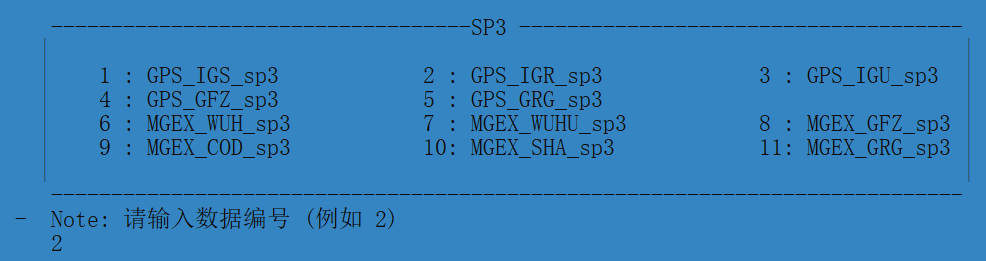 --------------------------------------SP3 --------------------------------------
1 : GPS_IGS_sp3 2 : GPS_IGR_sp3 3 : GPS_IGU_sp3
4 : GPS_GFZ_sp3 5 : GPS_GRG_sp3
6 : MGEX_WUH_sp3 7 : MGEX_WUHU_sp3 8 : MGEX_GFZ_sp3
9 : MGEX_COD_sp3 10: MGEX_SHA_sp3 11: MGEX_GRG_sp3
- Note: 请输入数据编号 (例如 2)
2